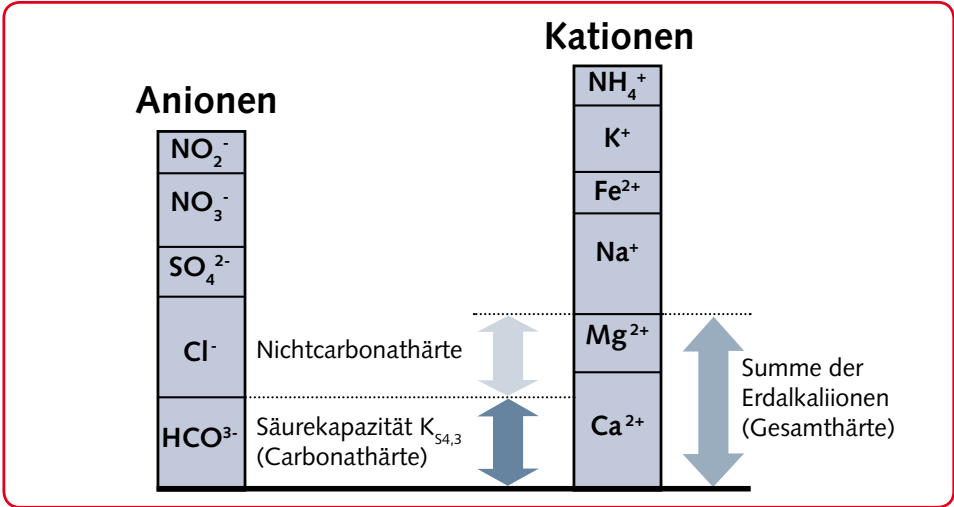 Anionen
NO₂⁻
NO₃⁻
SO₄²⁻
Cl⁻
HCO³⁻
Nichtcarbonathärte
Säurekapazität K_S4,3
(Carbonathärte)
Kationen
NH₄⁺
K⁺
Fe²⁺
Na⁺
Mg²⁺
Ca²⁺
Summe der
Erdalkaliionen
(Gesamthärte)